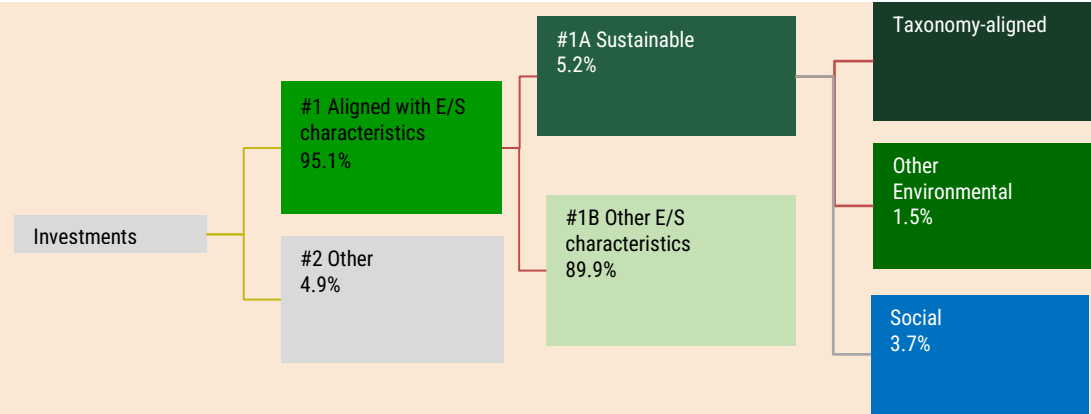 Investments
#1 Aligned with E/S
characteristics
95.1%
#2 Other
4.9%
#1A Sustainable
5.2%
#1B Other E/S
characteristics
89.9%
Taxonomy-aligned
Other
Environmental
1.5%
Social
3.7%